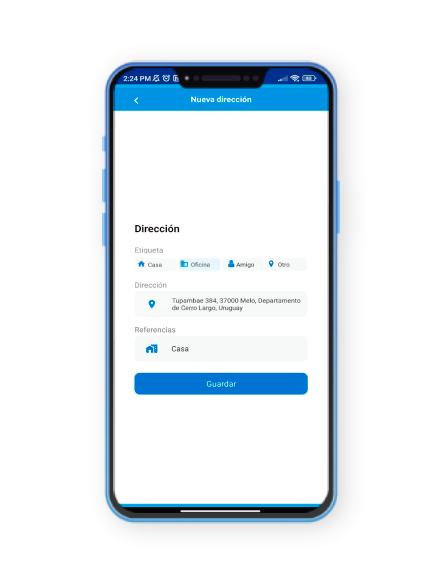 2:24 PM
Nueva dirección
Dirección
Etiqueta
Casa
Oficina
Amigo
Otro
Dirección
Tupambae 384, 37000 Melo, Departamento
de Cerro Largo, Uruguay
Referencias
Casa
Guardar